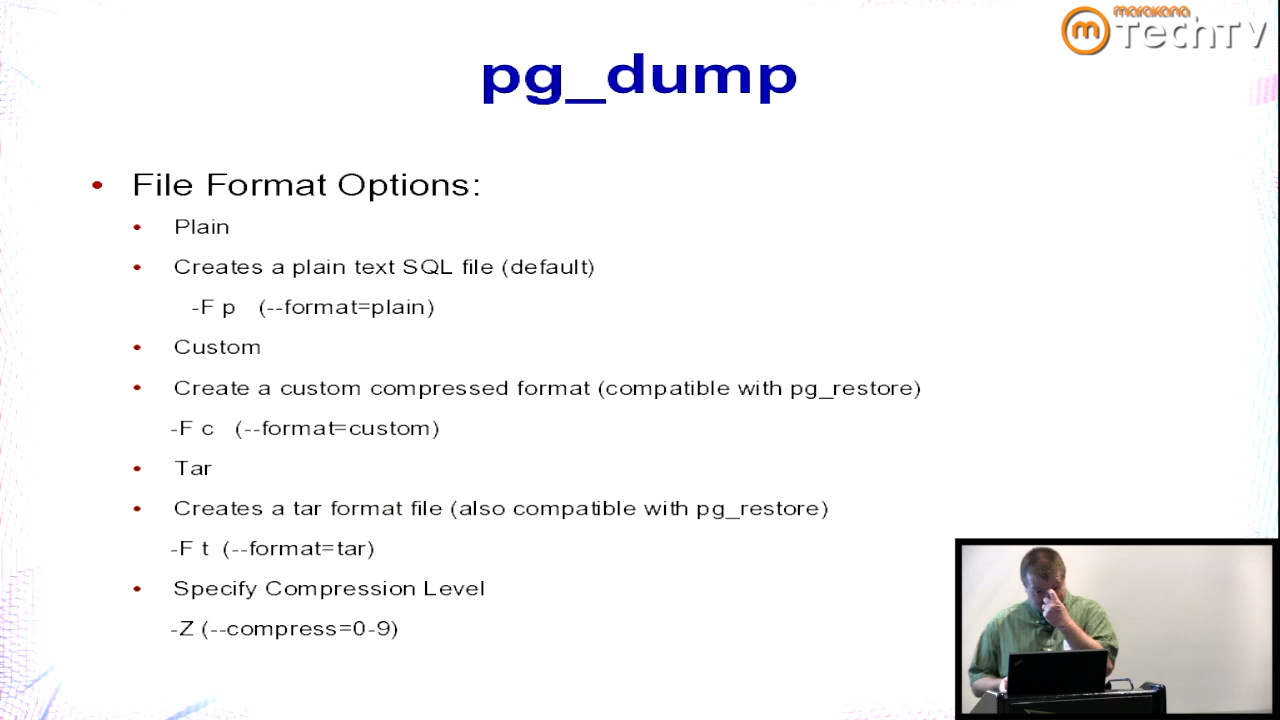 marakana
TechTV
pg_dump
• File Format Options:
• Plain
• Creates a plain text SQL file (default)
-F p (--format=plain)
• Custom
• Create a custom compressed format (compatible with pg_restore)
-F c (--format=custom)
• Tar
• Creates a tar format file (also compatible with pg_restore)
-F t (--format=tar)
• Specify Compression Level
-Z (--compress=0-9)